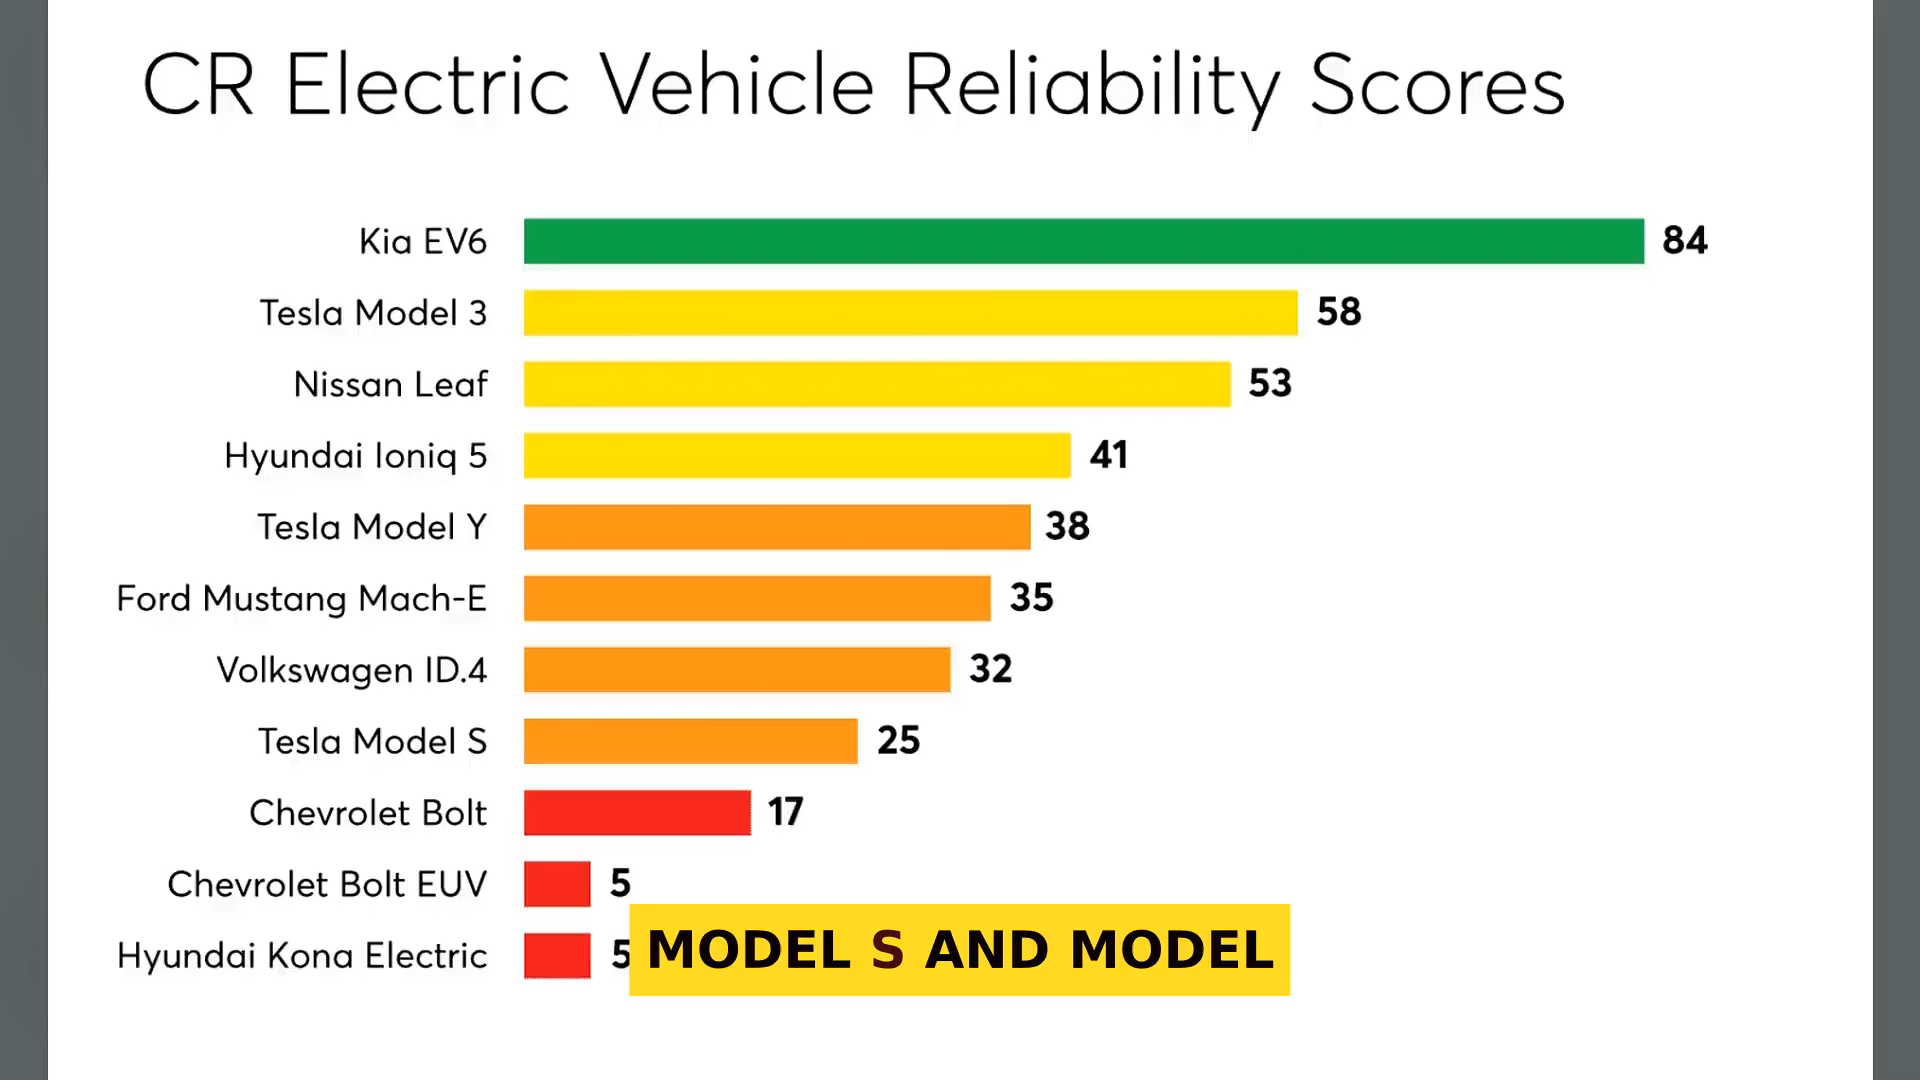 CR Electric Vehicle Reliability Scores
Kia EV6 84
Tesla Model 3 58
Nissan Leaf 53
Hyundai Ioniq 5 41
Tesla Model Y 38
Ford Mustang Mach-E 35
Volkswagen ID.4 32
Tesla Model S 25
Chevrolet Bolt 17
Chevrolet Bolt EUV 5
Hyundai Kona Electric 5
MODEL S AND MODEL